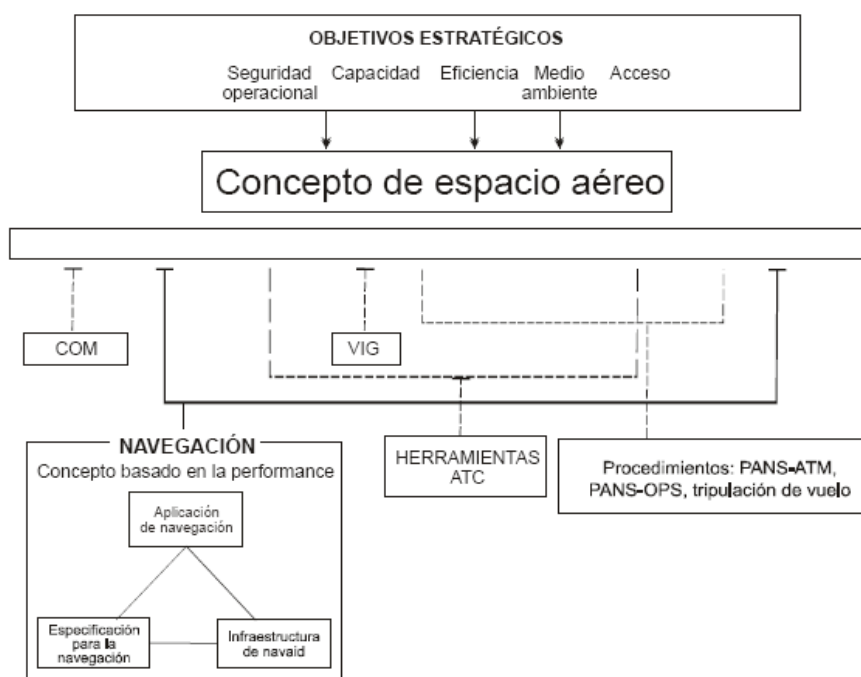 OBJETIVOS ESTRATÉGICOS
Seguridad operacional
Capacidad
Eficiencia
Medio ambiente
Acceso
Concepto de espacio aéreo
COM
VIG
NAVEGACIÓN
Concepto basado en la performance
Aplicación
de navegación
Especificación
para la
navegación
Infraestructura
de navaid
HERRAMIENTAS
ATC
Procedimientos: PANS-ATM,
PANS-OPS, tripulación de vuelo